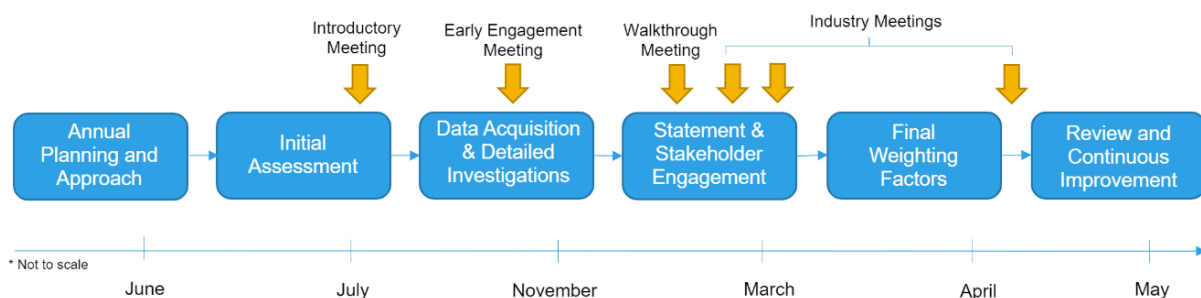 Introductory
Meeting
Early Engagement
Meeting
Walkthrough
Meeting
Industry Meetings
Annual
Planning and
Approach
Initial
Assessment
Data Acquisition
& Detailed
Investigations
Statement &
Stakeholder
Engagement
Final
Weighting
Factors
Review and
Continuous
Improvement
* Not to scale
June
July
November
March
April
May